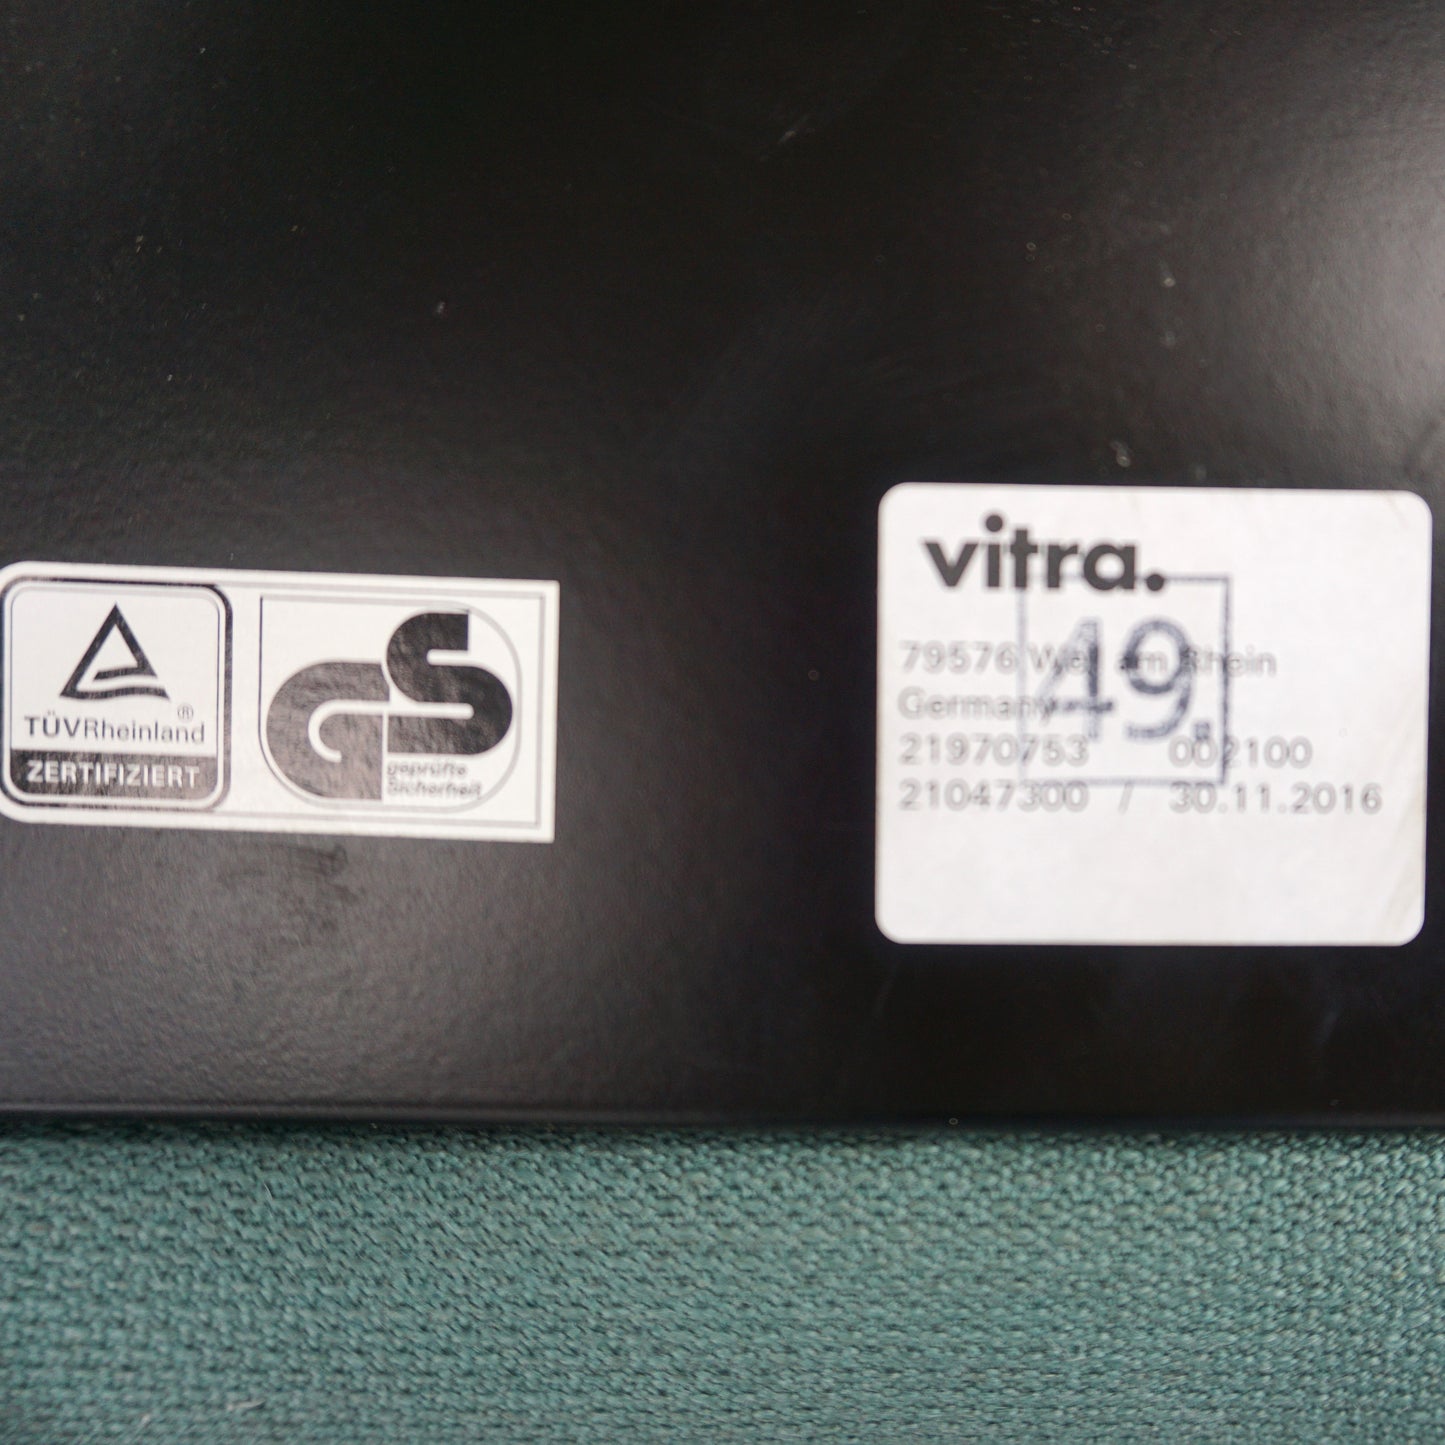 TÜVRheinland®
ZERTIFIZIERT
GS
geprüfte
Sicherheit
vitra.
49.
79576 Weil am Rhein
Germany
21970753 002100
21047300 / 30.11.2016